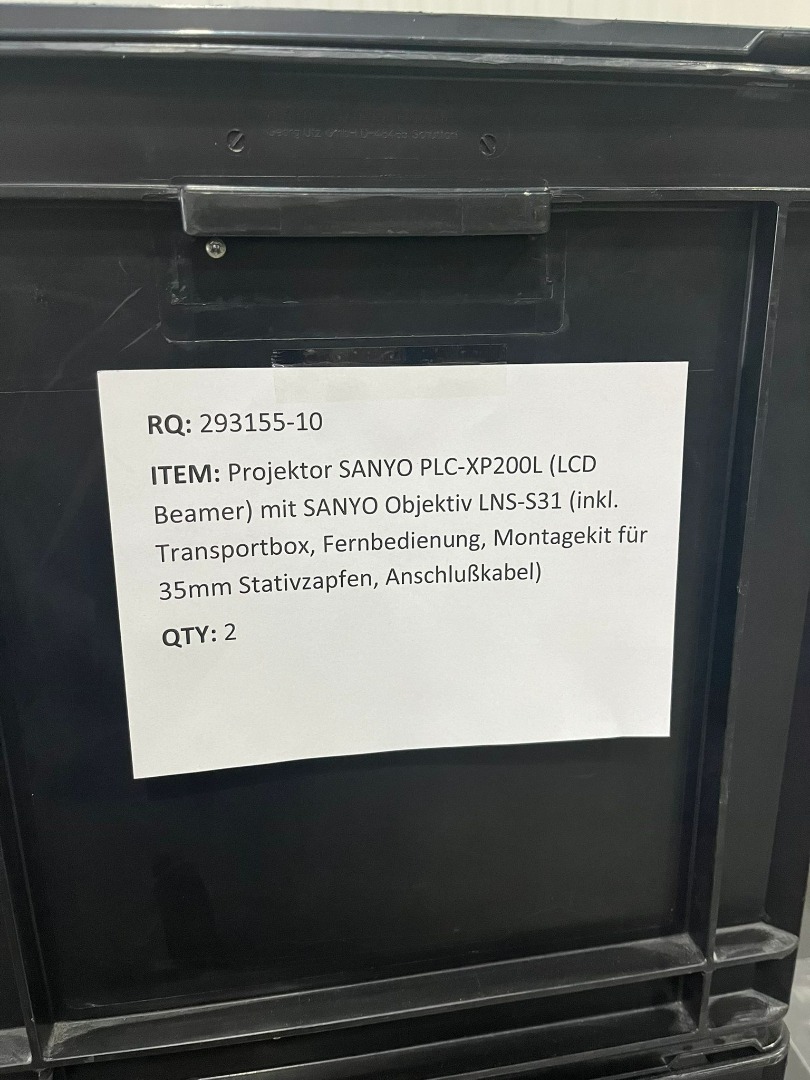 RQ: 293155-10
ITEM: Projektor SANYO PLC-XP200L (LCD
Beamer) mit SANYO Objektiv LNS-S31 (inkl.
Transportbox, Fernbedienung, Montagekit für
35mm Stativzapfen, Anschlußkabel)
QTY: 2